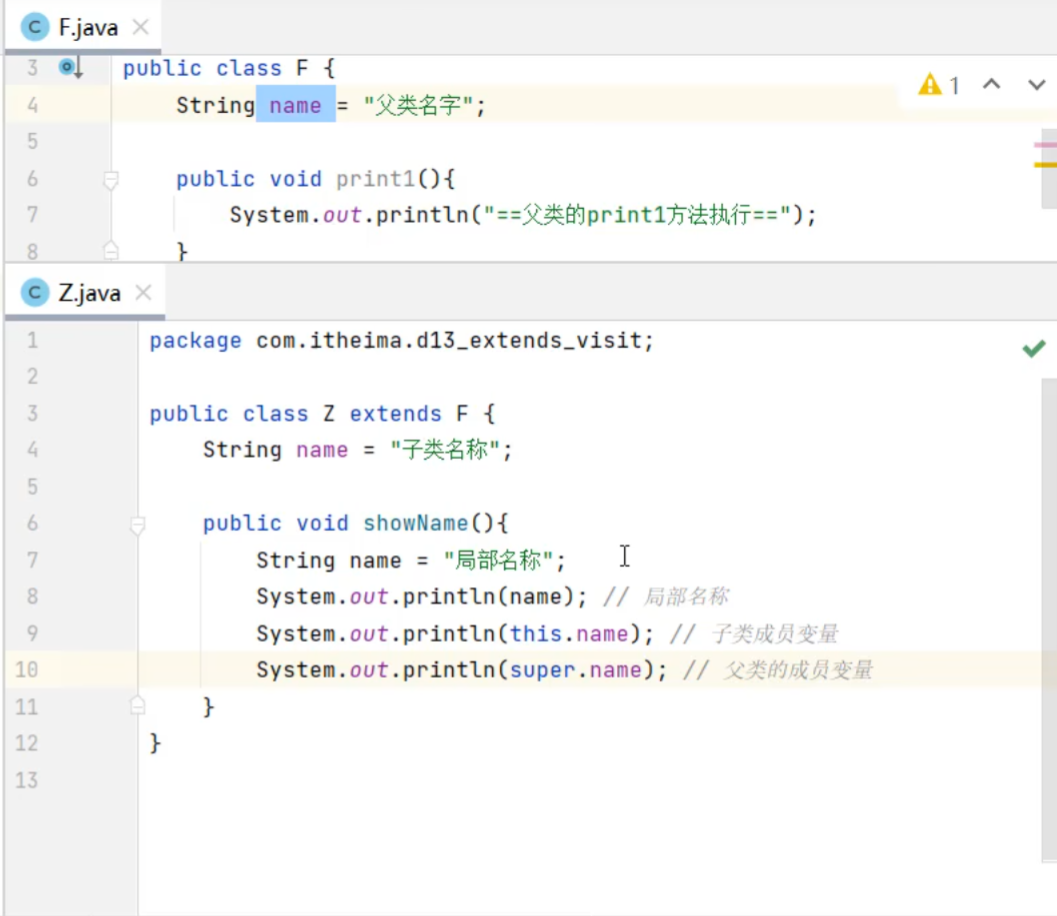 F.java
3 public class F {
4 String name = "父类名字";
5
6 public void print1(){
7 System.out.println("==父类的print1方法执行==");
8 }
1
Z.java
1 package com.itheima.d13_extends_visit;
2
3 public class Z extends F {
4 String name = "子类名称";
5
6 public void showName(){
7 String name = "局部名称";
8 System.out.println(name); // 局部名称
9 System.out.println(this.name); // 子类成员变量
10 System.out.println(super.name); // 父类的成员变量
11 }
12 }
13